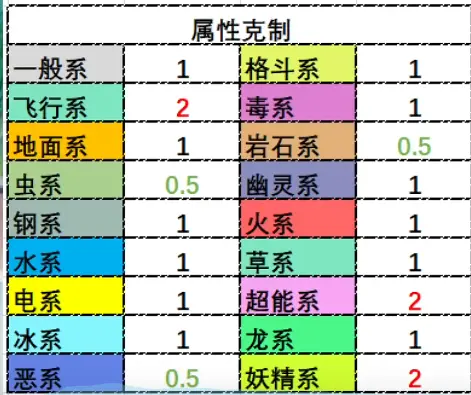 属性克制
一般系 1 格斗系 1
飞行系 2 毒系 1
地面系 1 岩石系 0.5
虫系 0.5 幽灵系 1
钢系 1 火系 1
水系 1 草系 1
电系 1 超能系 2
冰系 1 龙系 1
恶系 0.5 妖精系 2